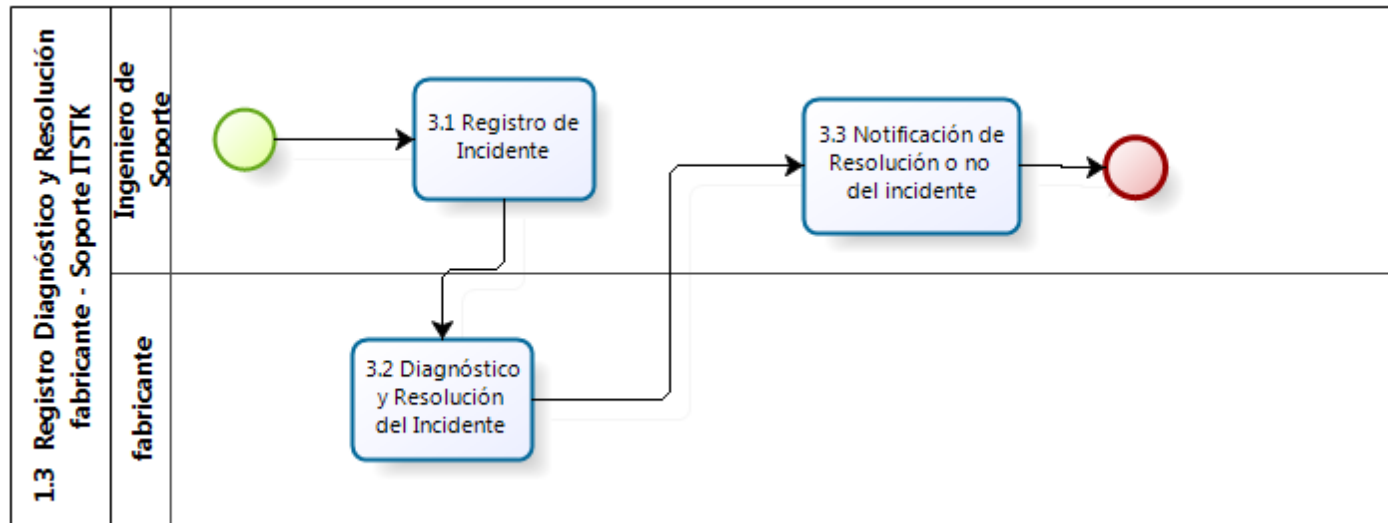 1.3 Registro Diagnóstico y Resolución
fabricante - Soporte ITSTK
Ingeniero de
Soporte
3.1 Registro de
Incidente
3.3 Notificación de
Resolución o no
del incidente
fabricante
3.2 Diagnóstico
y Resolución
del Incidente